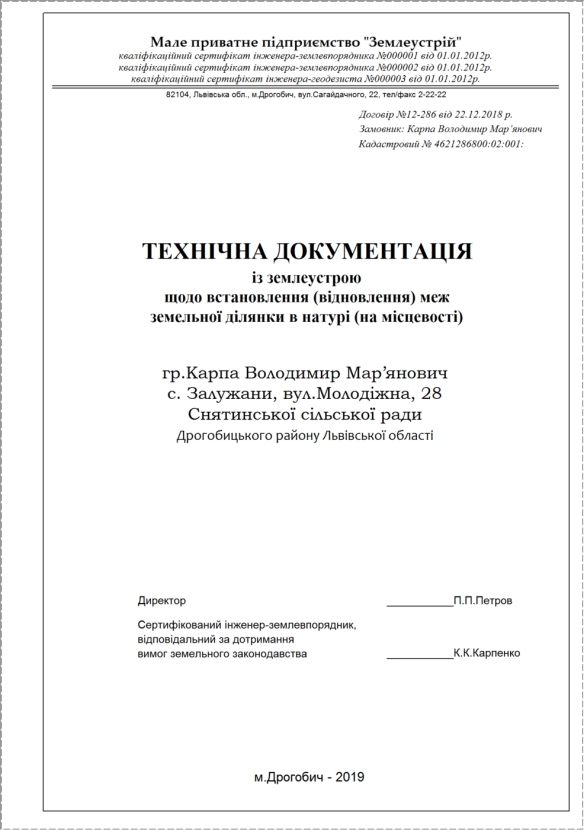 Мале приватне підприємство "Землеустрій"
кваліфікаційний сертифікат інженера-землевпорядника №000001 від 01.01.2012р.
кваліфікаційний сертифікат інженера-землевпорядника №000002 від 01.01.2012р.
кваліфікаційний сертифікат інженера-геодезиста №000003 від 01.01.2012р.
82104, Львівська обл., м.Дрогобич, вул.Сагайдачного, 22, тел/факс 2-22-22
Договір №12-286 від 22.12.2018 р.
Замовник: Карпа Володимир Мар’янович
Кадастровий № 4621286800:02:001:
ТЕХНІЧНА ДОКУМЕНТАЦІЯ
із землеустрою
щодо встановлення (відновлення) меж
земельної ділянки в натурі (на місцевості)
гр.Карпа Володимир Мар’янович
с. Залужани, вул.Молодіжна, 28
Снятинської сільської ради
Дрогобицького району Львівської області
Директор ____________П.П.Петров
Сертифікований інженер-землевпорядник,
відповідальний за дотримання
вимог земельного законодавства ____________К.К.Карпенко
м.Дрогобич - 2019